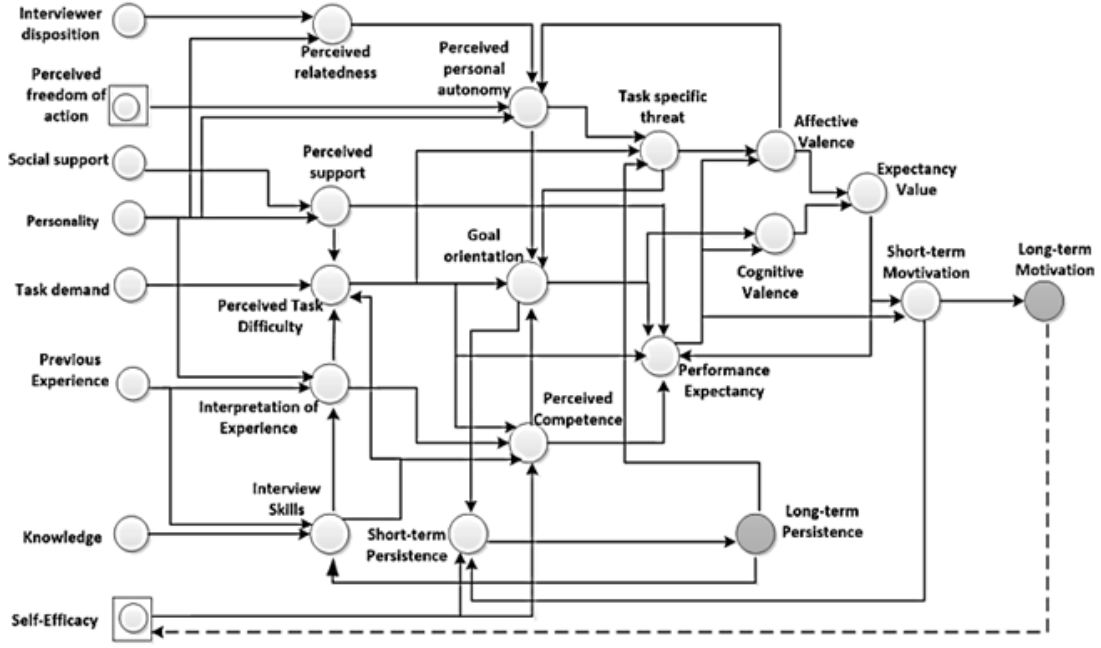 Interviewer
disposition
Perceived
relatedness
Perceived
personal
autonomy
Perceived
freedom of
action
Task specific
threat
Affective
Valence
Social support
Perceived
support
Expectancy
Value
Personality
Goal
orientation
Cognitive
Valence
Short-term
Movtivation
Long-term
Motivation
Task demand
Perceived Task
Difficulty
Previous
Experience
Interpretation of
Experience
Perceived
Competence
Performance
Expectancy
Interview
Skills
Knowledge
Short-term
Persistence
Long-term
Persistence
Self-Efficacy